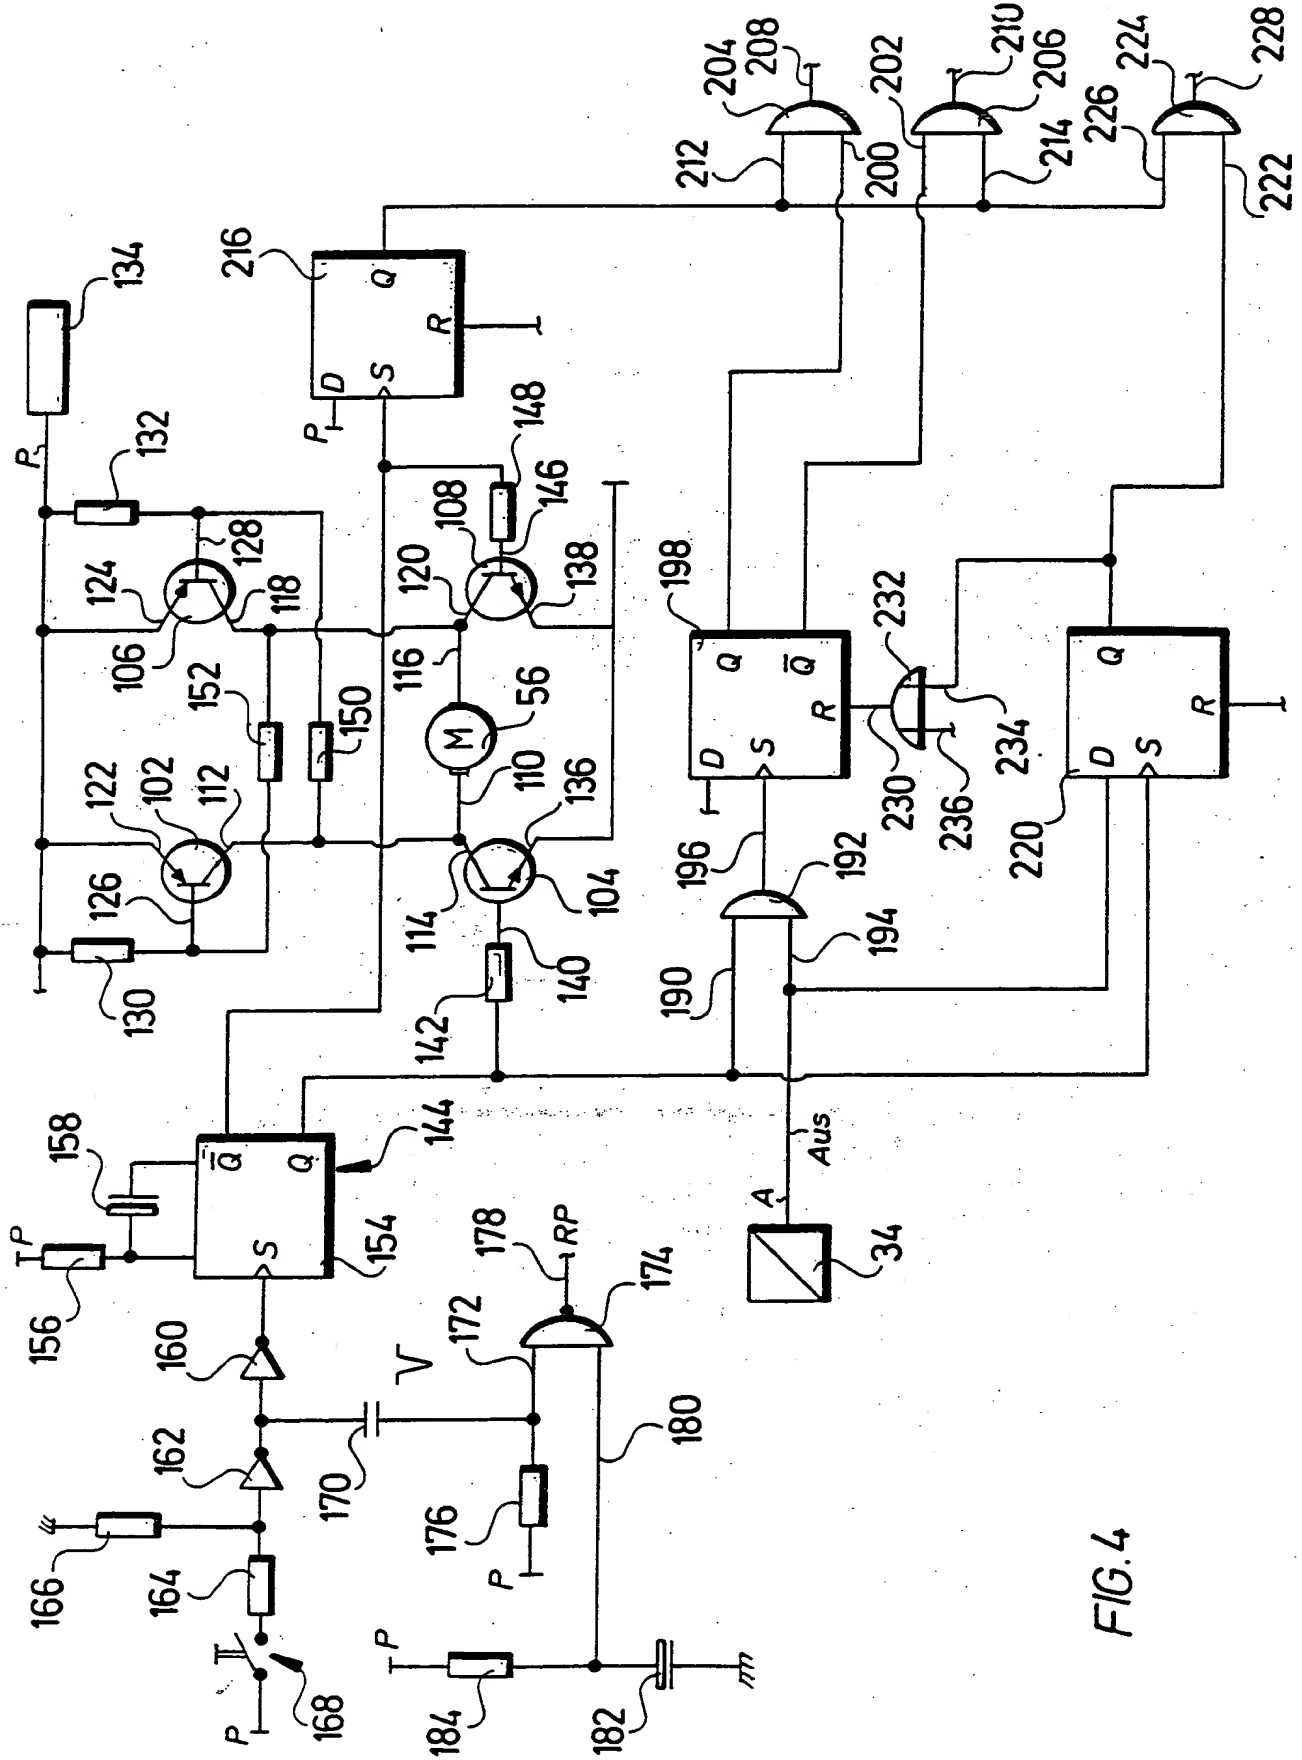 134
P
132
124
128
106
118
152
150
122
102
112
126
130
216
D
Q
S
R
P
148
108
146
120
138
116
M
56
110
136
114
104
140
142
204
208
212
200
202
210
206
214
224
226
228
222
198
Q
Q̅
D
S
R
232
230
234
236
220
D
Q
S
R
196
192
190
194
158
P
156
Q̅
Q
S
144
154
160
162
166
164
168
P
170
V
172
174
178
RP
176
P
180
P
184
182
A
Aus
34
FIG. 4